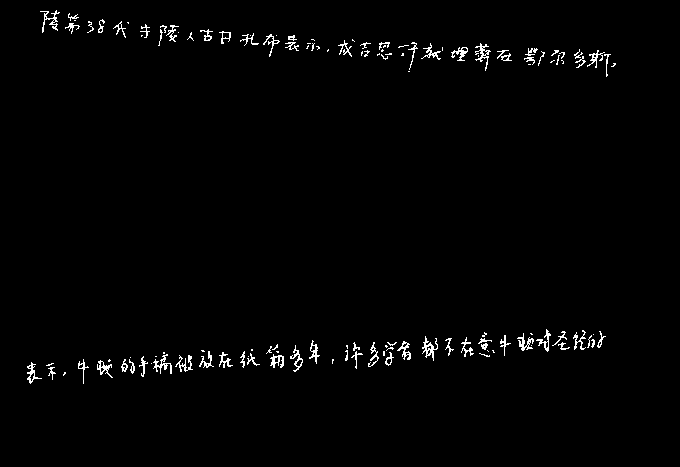 陵第38代守陵人古日扎布表示，成吉思汗就埋葬在鄂尔多斯。
表示，牛顿的手稿被放在纸箱多年，许多学者都不在意牛顿对圣经的